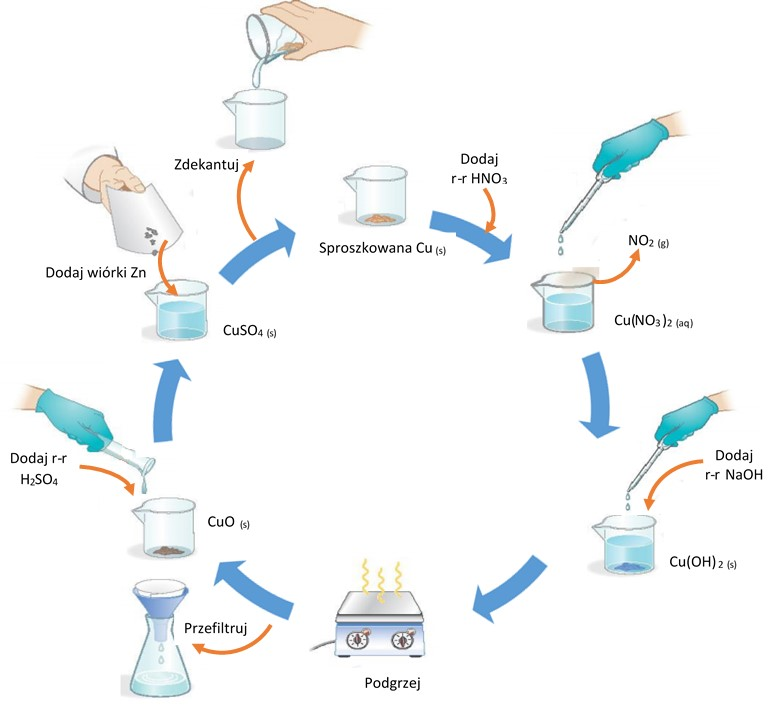 Zdekantuj
Dodaj
r-r HNO₃
Sproszkowana Cu (s)
NO₂ (g)
Dodaj wiórki Zn
CuSO₄ (s)
Cu(NO₃)₂ (aq)
Dodaj r-r
H₂SO₄
Dodaj
r-r NaOH
CuO (s)
Cu(OH)₂ (s)
Przefiltruj
Podgrzej